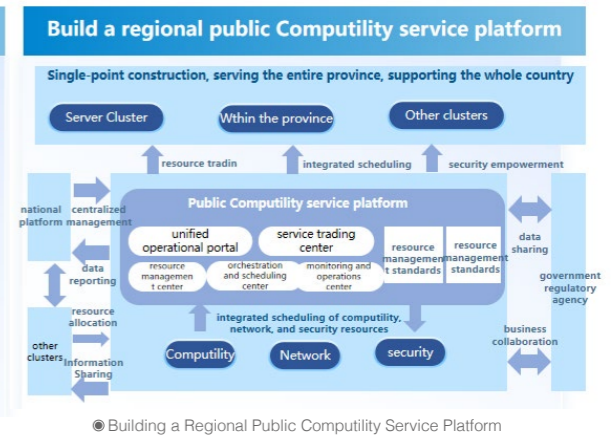 Build a regional public Computility service platform
Single-point construction, serving the entire province, supporting the whole country
Server Cluster
Wthin the province
Other clusters
resource tradin
integrated scheduling
security empowerment
national
platform
centralized
management
data
reporting
resource
allocation
other
clusters
Information
Sharing
Public Computility service platform
unified
operational portal
service trading
center
resource
managemen
t center
orchestration
and scheduling
center
monitoring and
operations
center
resource
managemen
t standards
resource
management
standards
integrated scheduling of computility,
network, and security resources
Computility
Network
security
data
sharing
government
regulatory
agency
business
collaboration
◉Building a Regional Public Computility Service Platform